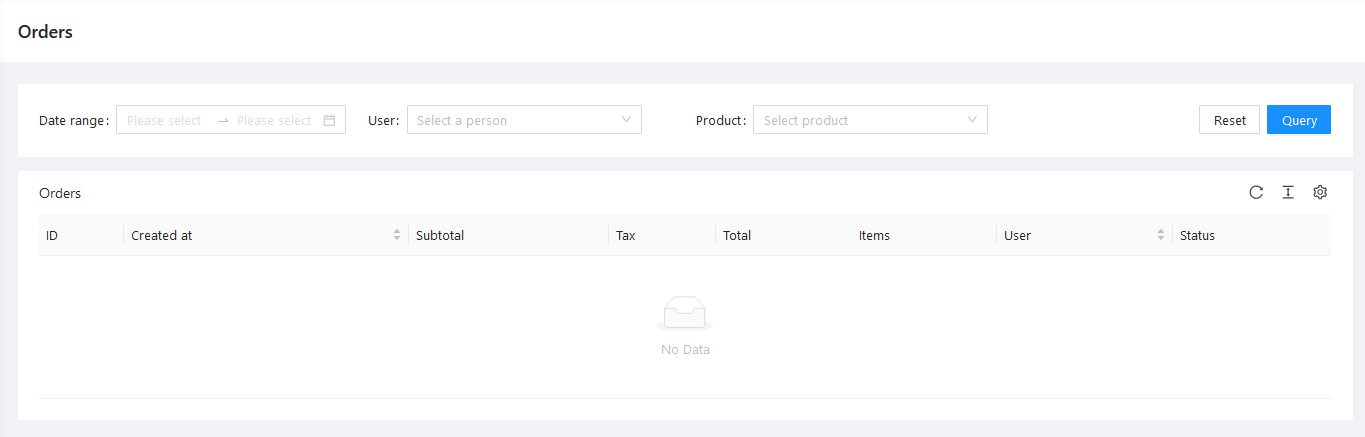 Orders
Date range: Please select → Please select User: Select a person Product: Select product Reset Query
Orders
ID Created at Subtotal Tax Total Items User Status
No Data